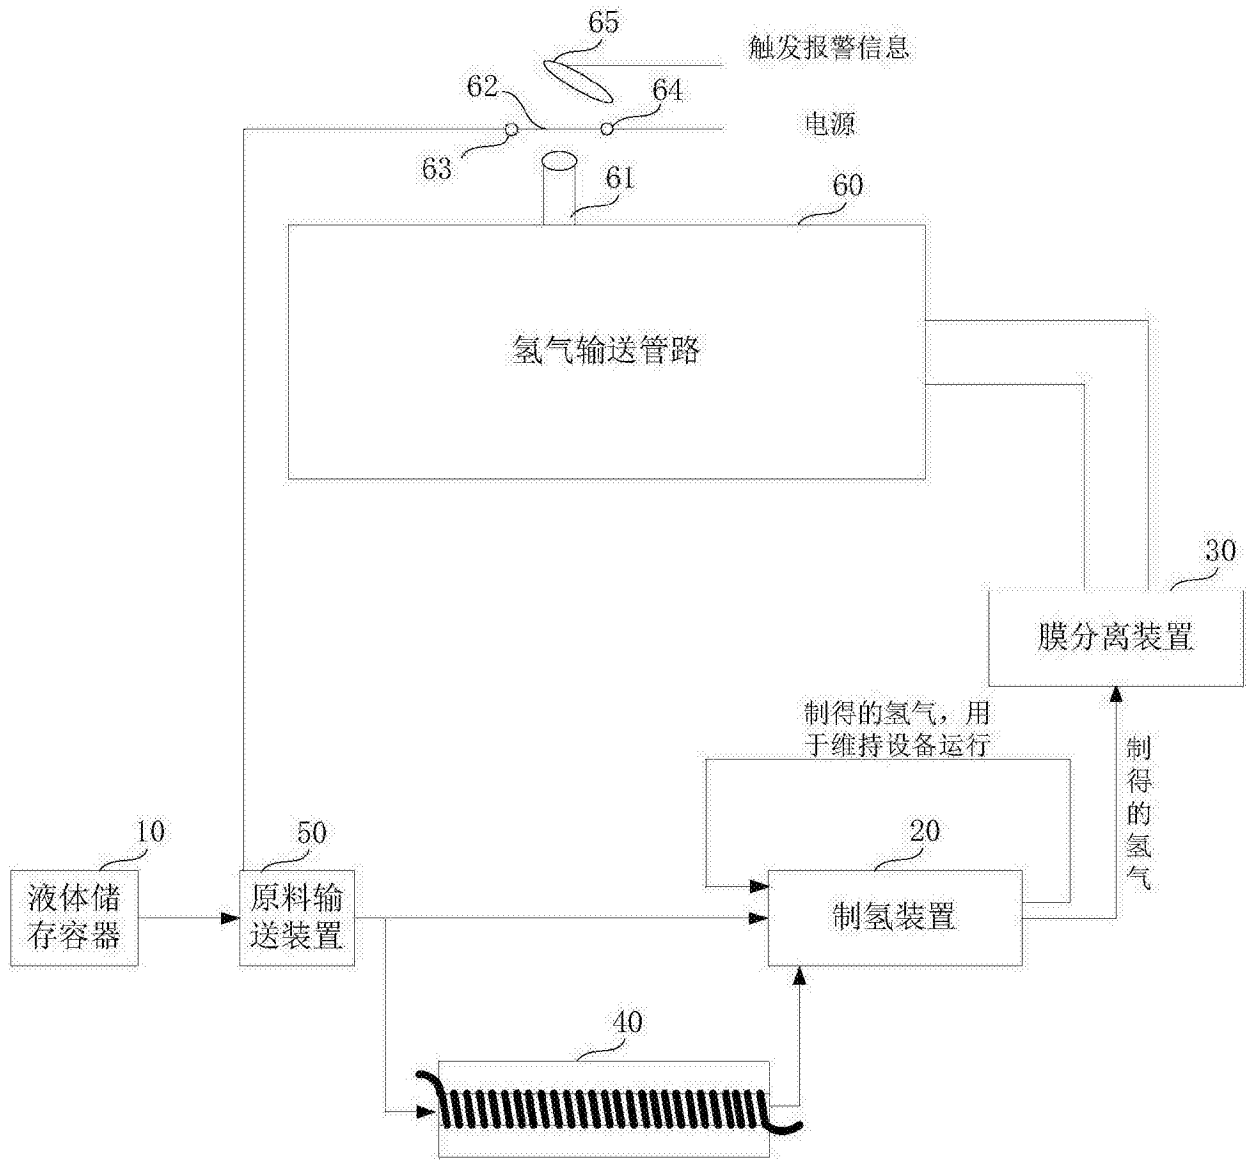 65
触发报警信息
62
64
电源
63
61
60
氢气输送管路
30
膜分离装置
制得的氢气，用
于维持设备运行
制得的氢气
10
50
20
液体储
存容器
原料输
送装置
制氢装置
40